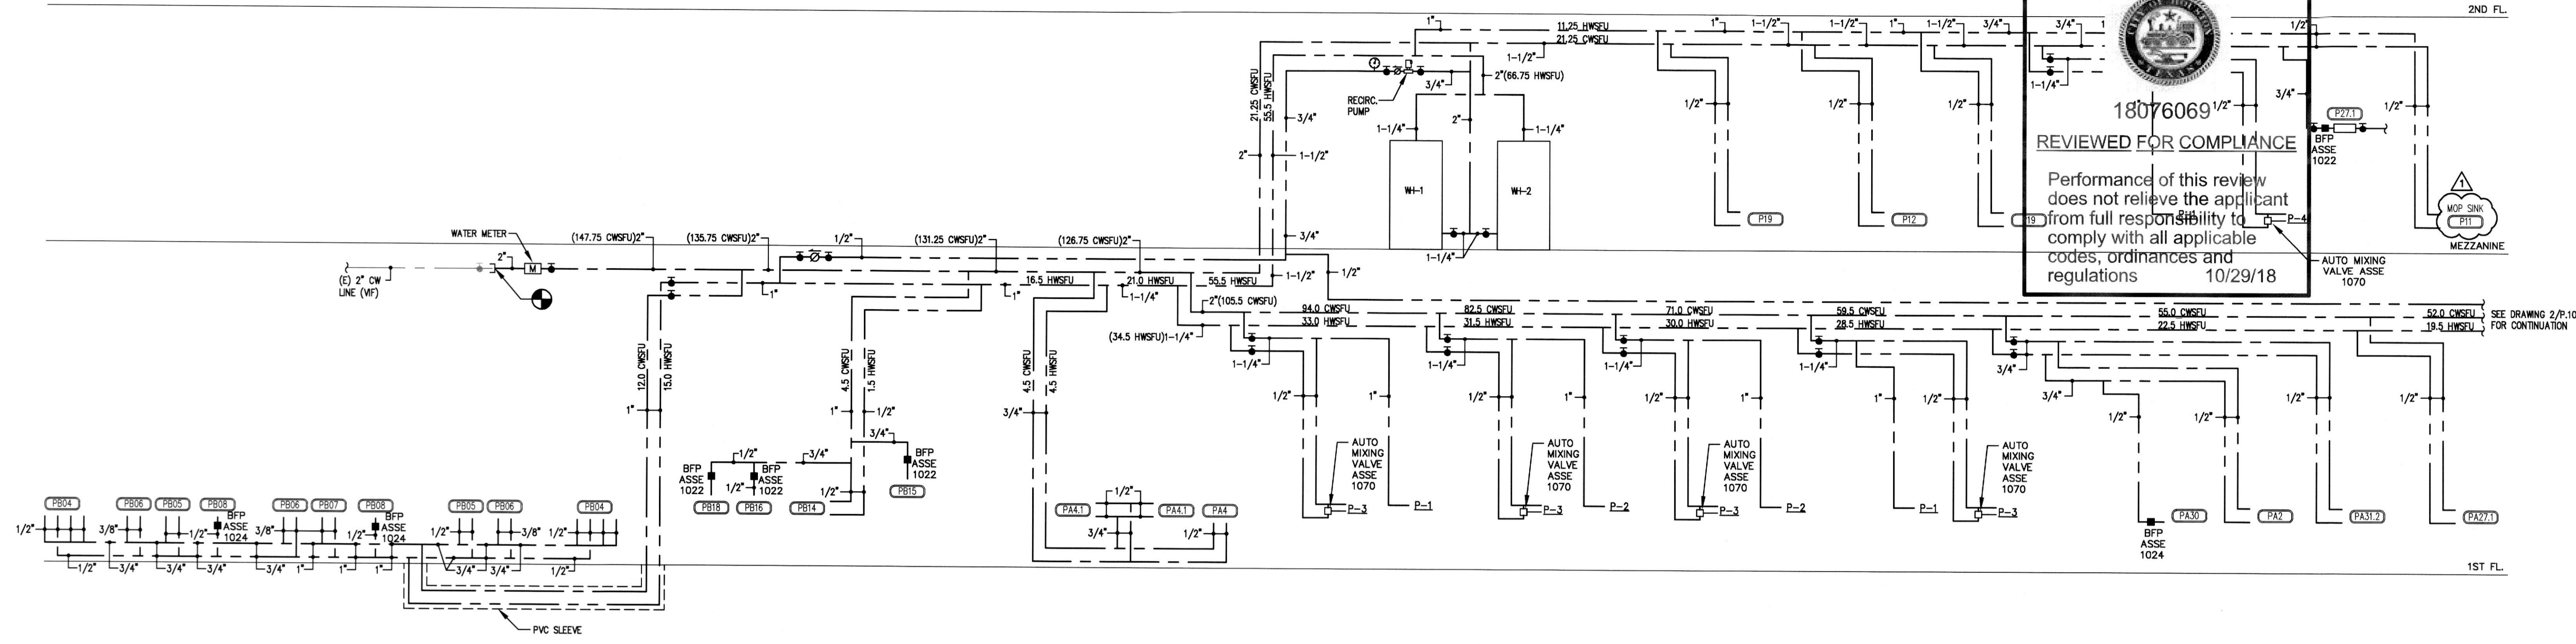 2ND FL.
1"
11.25 HWSFU
1"
1-1/2"
1-1/2"
1"
1-1/2"
3/4"
3/4"
1/2"
21.25 CWSFU
CITY OF HOUSTON
TEXAS
1-1/2"
2"(66.75 HWSFU)
3/4"
RECIRC.
PUMP
21.25 CWSFU
55.5 HWSFU
3/4"
1-1/4"
2"
1-1/4"
2"
1-1/2"
WH-1
WH-2
1-1/4"
1/2"
1/2"
1/2"
1-1/4"
1/2"
3/4"
1/2"
18076069
P27.1
BFP
ASSE
1022
REVIEWED FOR COMPLIANCE
Performance of this review
does not relieve the applicant
from full responsibility to
comply with all applicable
codes, ordinances and
regulations 10/29/18
P19
P12
P19
P-4
1
MOP SINK
P11
MEZZANINE
AUTO MIXING
VALVE ASSE
1070
WATER METER
(147.75 CWSFU)2"
(135.75 CWSFU)2"
1/2"
(131.25 CWSFU)2"
(126.75 CWSFU)2"
3/4"
2"
M
(E) 2" CW
LINE (VIF)
1"
16.5 HWSFU
1"
21.0 HWSFU
1-1/4"
55.5 HWSFU
1-1/2"
1/2"
2"(105.5 CWSFU)
94.0 CWSFU
33.0 HWSFU
82.5 CWSFU
31.5 HWSFU
71.0 CWSFU
30.0 HWSFU
59.5 CWSFU
28.5 HWSFU
55.0 CWSFU
22.5 HWSFU
52.0 CWSFU
19.5 HWSFU
SEE DRAWING 2/P.10
FOR CONTINUATION
(34.5 HWSFU)1-1/4"
1-1/4"
1-1/4"
1-1/4"
1-1/4"
3/4"
3/4"
12.0 CWSFU
15.0 HWSFU
4.5 CWSFU
1.5 HWSFU
4.5 CWSFU
4.5 HWSFU
1"
1"
1/2"
3/4"
1/2"
1"
1/2"
1"
1/2"
1"
1"
1/2"
1/2"
1/2"
1/2"
1/2"
3/4"
1/2"
3/4"
BFP
ASSE
1022
BFP
ASSE
1022
1/2"
BFP
ASSE
1022
1/2"
PB18
PB16
PB14
PB15
AUTO
MIXING
VALVE
ASSE
1070
P-3
P-1
AUTO
MIXING
VALVE
ASSE
1070
P-3
P-2
AUTO
MIXING
VALVE
ASSE
1070
P-3
P-2
P-1
AUTO
MIXING
VALVE
ASSE
1070
P-3
PA30
BFP
ASSE
1024
PA2
PA31.2
PA27.1
PA4.1
1/2"
PA4.1
PA4
3/4"
1/2"
PB04
PB06
PB05
PB08
PB06
PB07
PB08
PB05
PB06
PB04
1/2"
3/8"
1/2"
BFP
ASSE
1024
3/8"
1/2"
BFP
ASSE
1024
1/2"
3/8"
1/2"
1/2"
3/4"
3/4"
3/4"
3/4"
1"
1"
1"
3/4"
3/4"
1/2"
1ST FL.
PVC SLEEVE